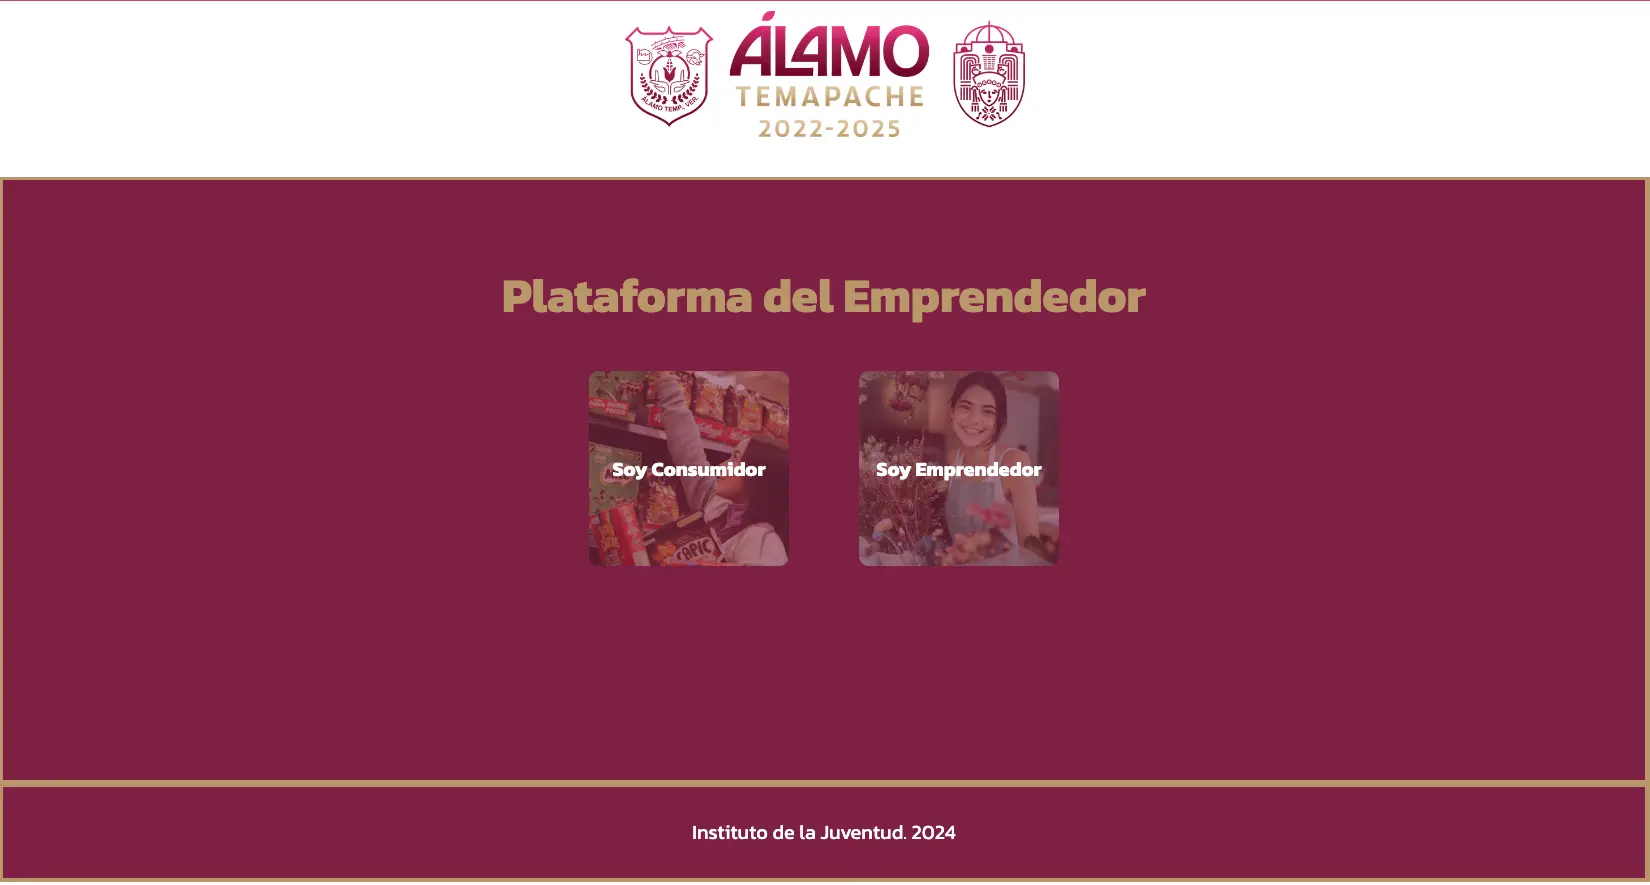 ÁLAMO
TEMAPACHE
2022-2025
ÁLAMO TEMP., VER.
Plataforma del Emprendedor
Soy Consumidor
Soy Emprendedor
CAPIC
Instituto de la Juventud. 2024